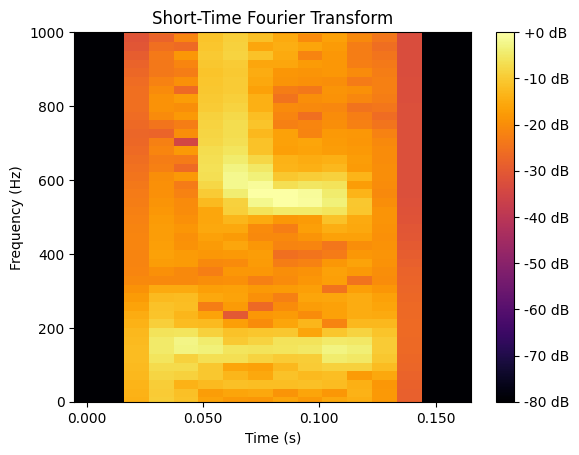 Short-Time Fourier Transform
1000
800
600
400
200
0
Frequency (Hz)
0.000
0.050
0.100
0.150
Time (s)
+0 dB
-10 dB
-20 dB
-30 dB
-40 dB
-50 dB
-60 dB
-70 dB
-80 dB